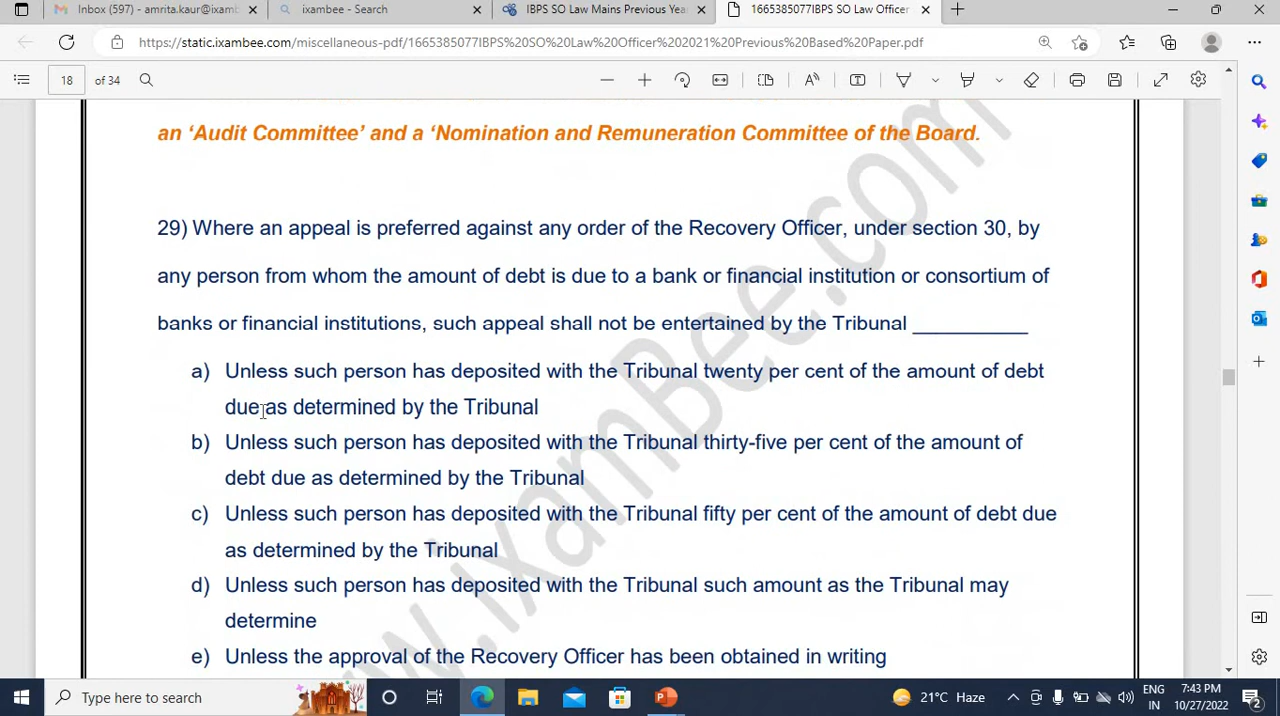 Inbox (597) - amrita.kaur@ixamb
ixambee - Search
IBPS SO Law Mains Previous Yea
1665385077IBPS SO Law Officer
https://static.ixambee.com/miscellaneous-pdf/1665385077IBPS%20SO%20Law%20Officer%202021%20Previous%20Based%20Paper.pdf
18 of 34
an ‘Audit Committee’ and a ‘Nomination and Remuneration Committee of the Board.
29) Where an appeal is preferred against any order of the Recovery Officer, under section 30, by
any person from whom the amount of debt is due to a bank or financial institution or consortium of
banks or financial institutions, such appeal shall not be entertained by the Tribunal __________
a) Unless such person has deposited with the Tribunal twenty per cent of the amount of debt
due as determined by the Tribunal
b) Unless such person has deposited with the Tribunal thirty-five per cent of the amount of
debt due as determined by the Tribunal
c) Unless such person has deposited with the Tribunal fifty per cent of the amount of debt due
as determined by the Tribunal
d) Unless such person has deposited with the Tribunal such amount as the Tribunal may
determine
e) Unless the approval of the Recovery Officer has been obtained in writing
www.ixamBee.com
Type here to search
21°C Haze
ENG
IN
7:43 PM
10/27/2022
2